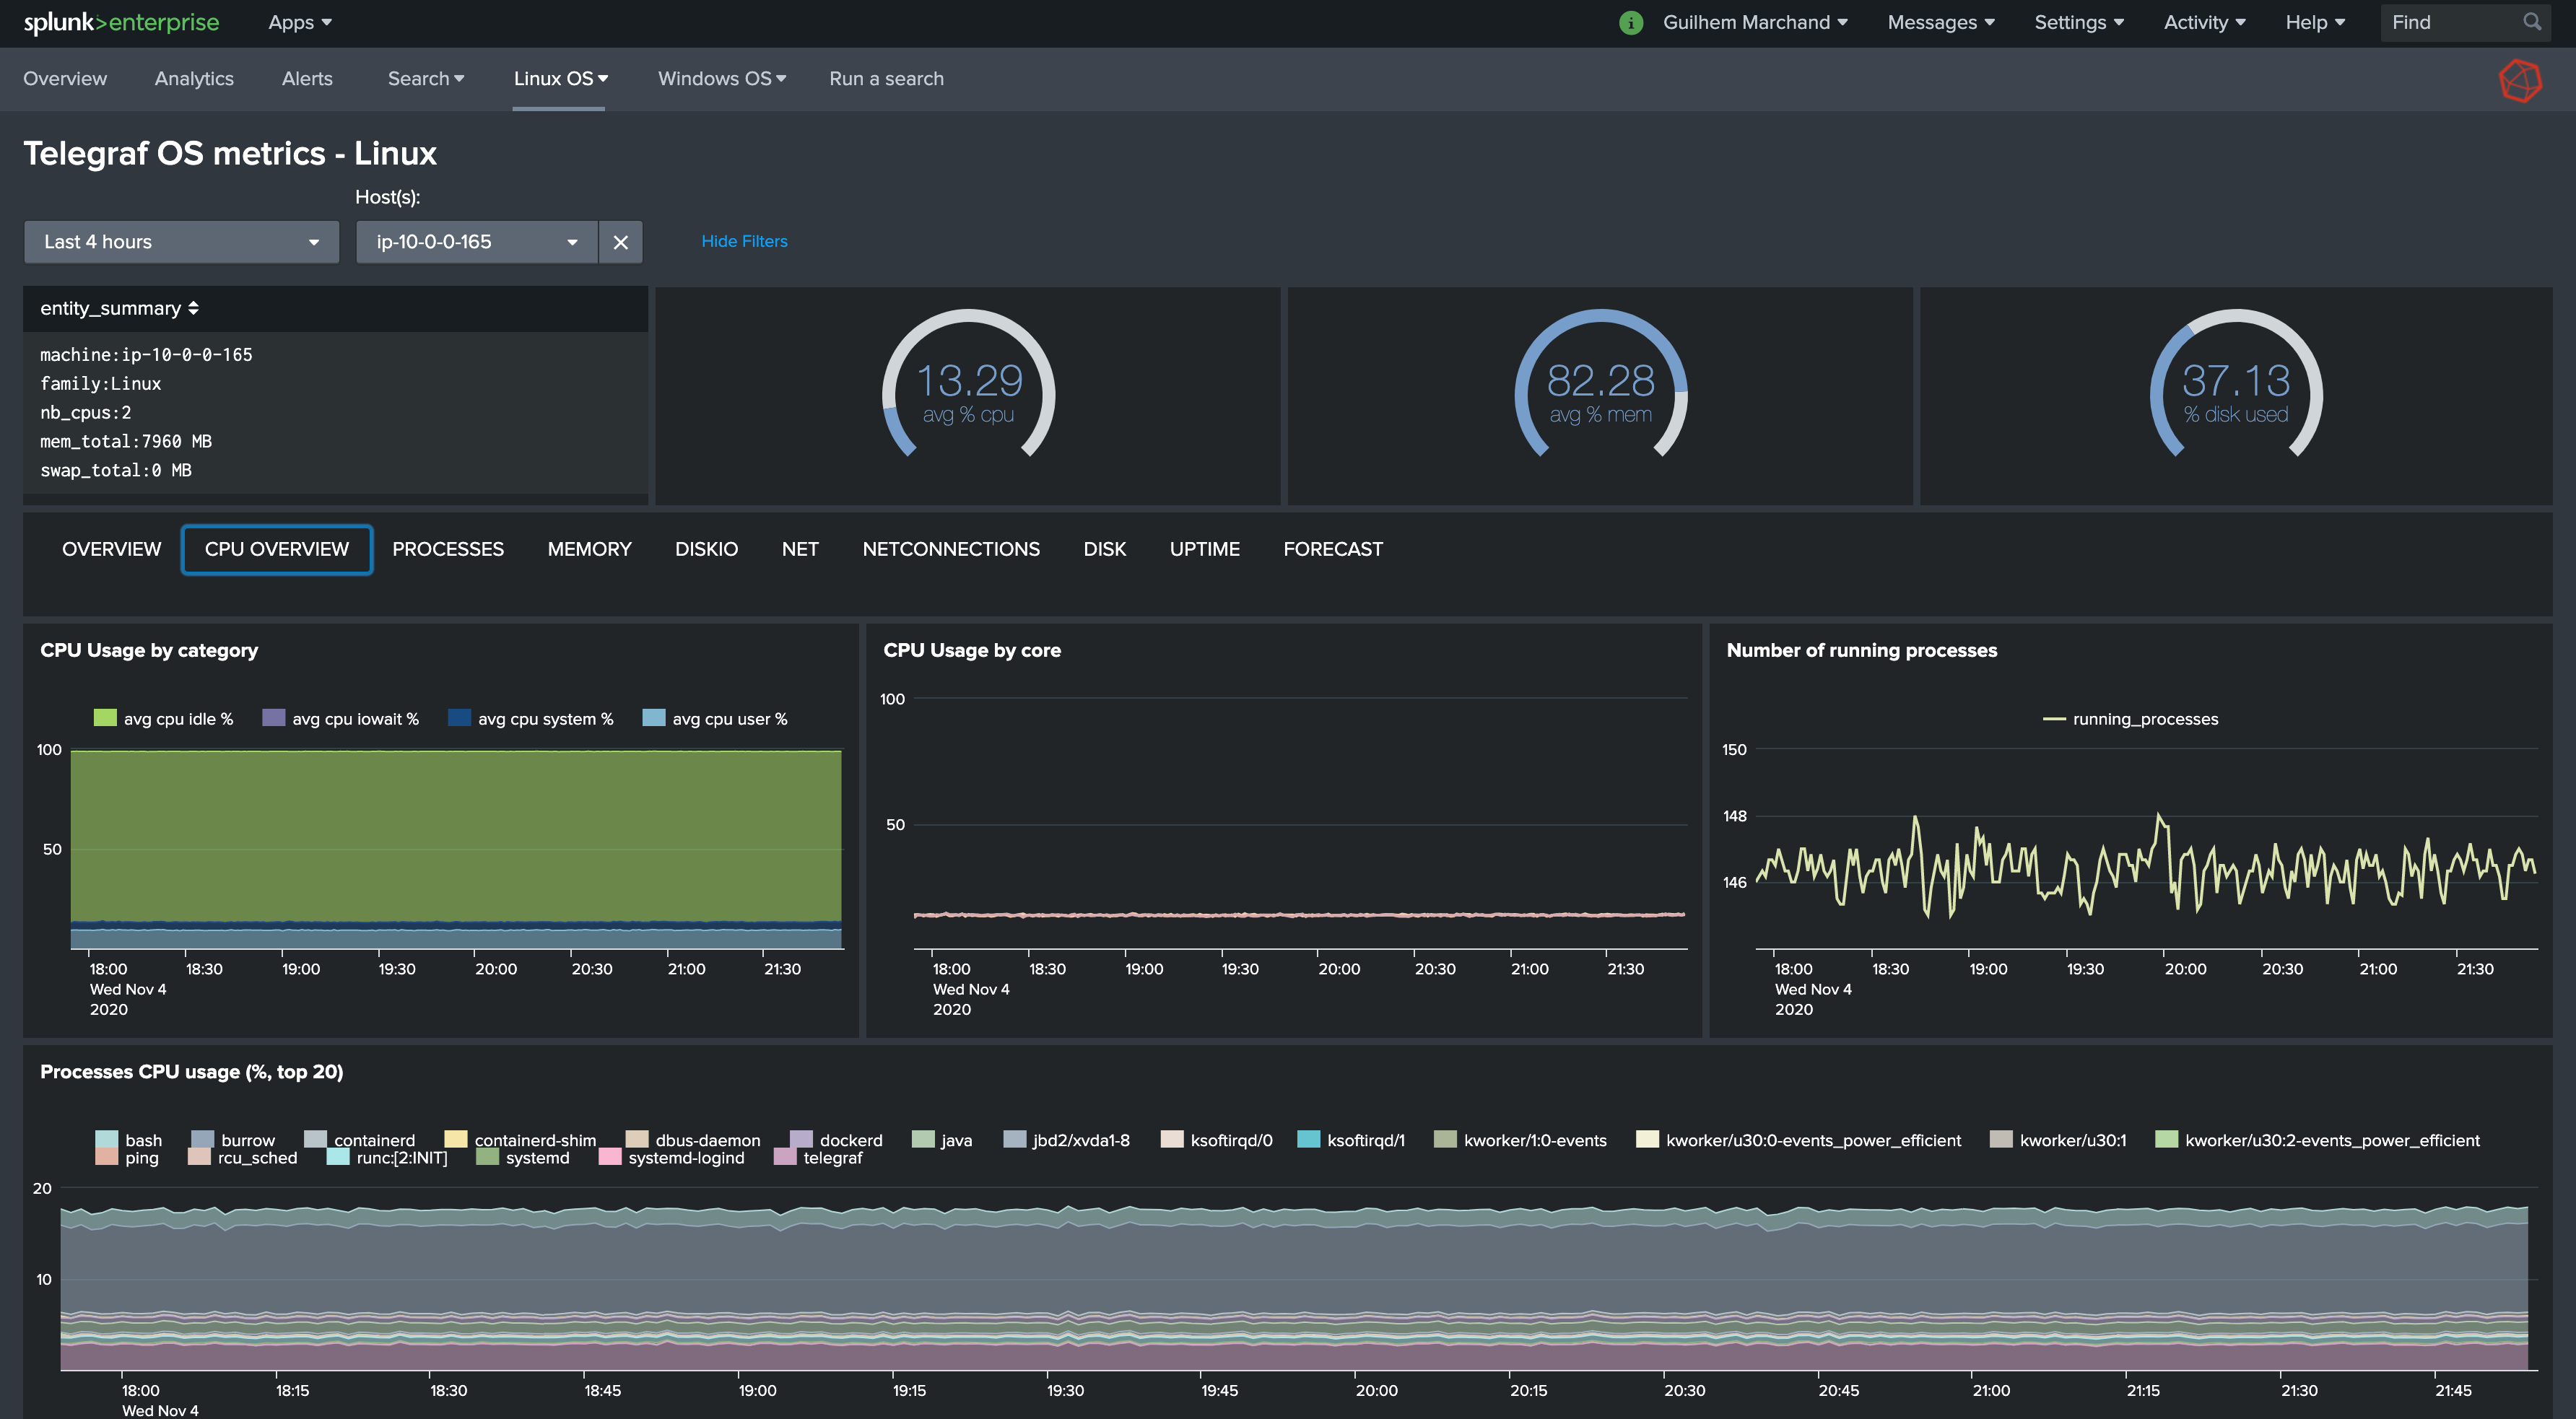 splunk>enterprise Apps Guilhem Marchand Messages Settings Activity Help Find
Overview Analytics Alerts Search Linux OS Windows OS Run a search
Telegraf OS metrics - Linux
Host(s):
Last 4 hours ip-10-0-0-165 Hide Filters
entity_summary
machine:ip-10-0-0-165
family:Linux
nb_cpus:2
mem_total:7960 MB
swap_total:0 MB
13.29
avg % cpu
82.28
avg % mem
37.13
% disk used
OVERVIEW CPU OVERVIEW PROCESSES MEMORY DISKIO NET NETCONNECTIONS DISK UPTIME FORECAST
CPU Usage by category
avg cpu idle % avg cpu iowait % avg cpu system % avg cpu user %
100
50
18:00 18:30 19:00 19:30 20:00 20:30 21:00 21:30
Wed Nov 4
2020
CPU Usage by core
100
50
18:00 18:30 19:00 19:30 20:00 20:30 21:00 21:30
Wed Nov 4
2020
Number of running processes
running_processes
150
148
146
18:00 18:30 19:00 19:30 20:00 20:30 21:00 21:30
Wed Nov 4
2020
Processes CPU usage (%, top 20)
bash burrow containerd containerd-shim dbus-daemon dockerd java jbd2/xvda1-8 ksoftirqd/0 ksoftirqd/1 kworker/1:0-events kworker/u30:0-events_power_efficient kworker/u30:1 kworker/u30:2-events_power_efficient
ping rcu_sched runc:[2:INIT] systemd systemd-logind telegraf
20
10
18:00 18:15 18:30 18:45 19:00 19:15 19:30 19:45 20:00 20:15 20:30 20:45 21:00 21:15 21:30 21:45
Wed Nov 4